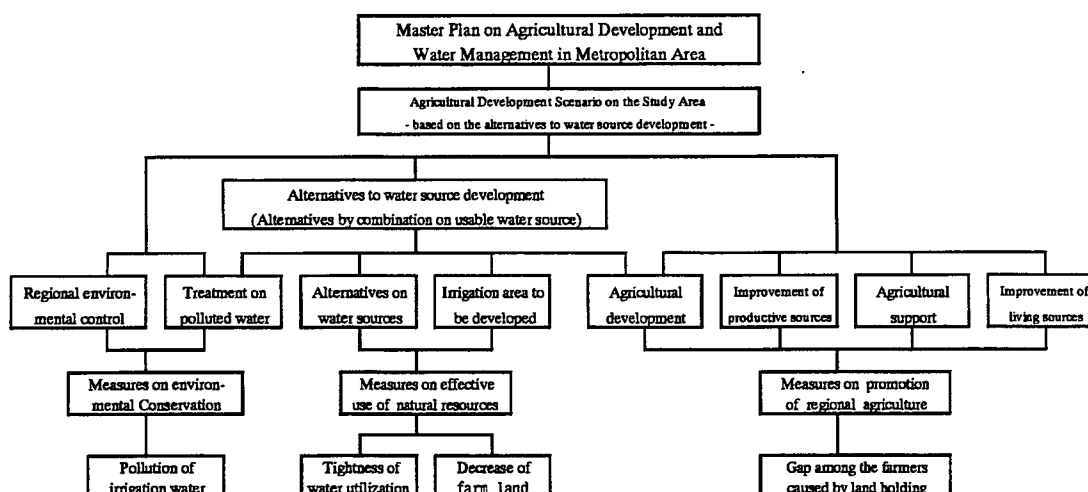 Master Plan on Agricultural Development and
Water Management in Metropolitan Area
Agricultural Development Scenario on the Study Area
- based on the alternatives to water source development -
Alternatives to water source development
(Alternatives by combination on usable water source)
Regional environ-
mental control
Treatment on
polluted water
Alternatives on
water sources
Irrigation area to
be developed
Agricultural
development
Improvement of
productive sources
Agricultural
support
Improvement of
living sources
Measures on environ-
mental Conservation
Measures on effective
use of natural resources
Measures on promotion
of regional agriculture
Pollution of
irrigation water
Tightness of
water utilization
Decrease of
farm land
Gap among the farmers
caused by land holding